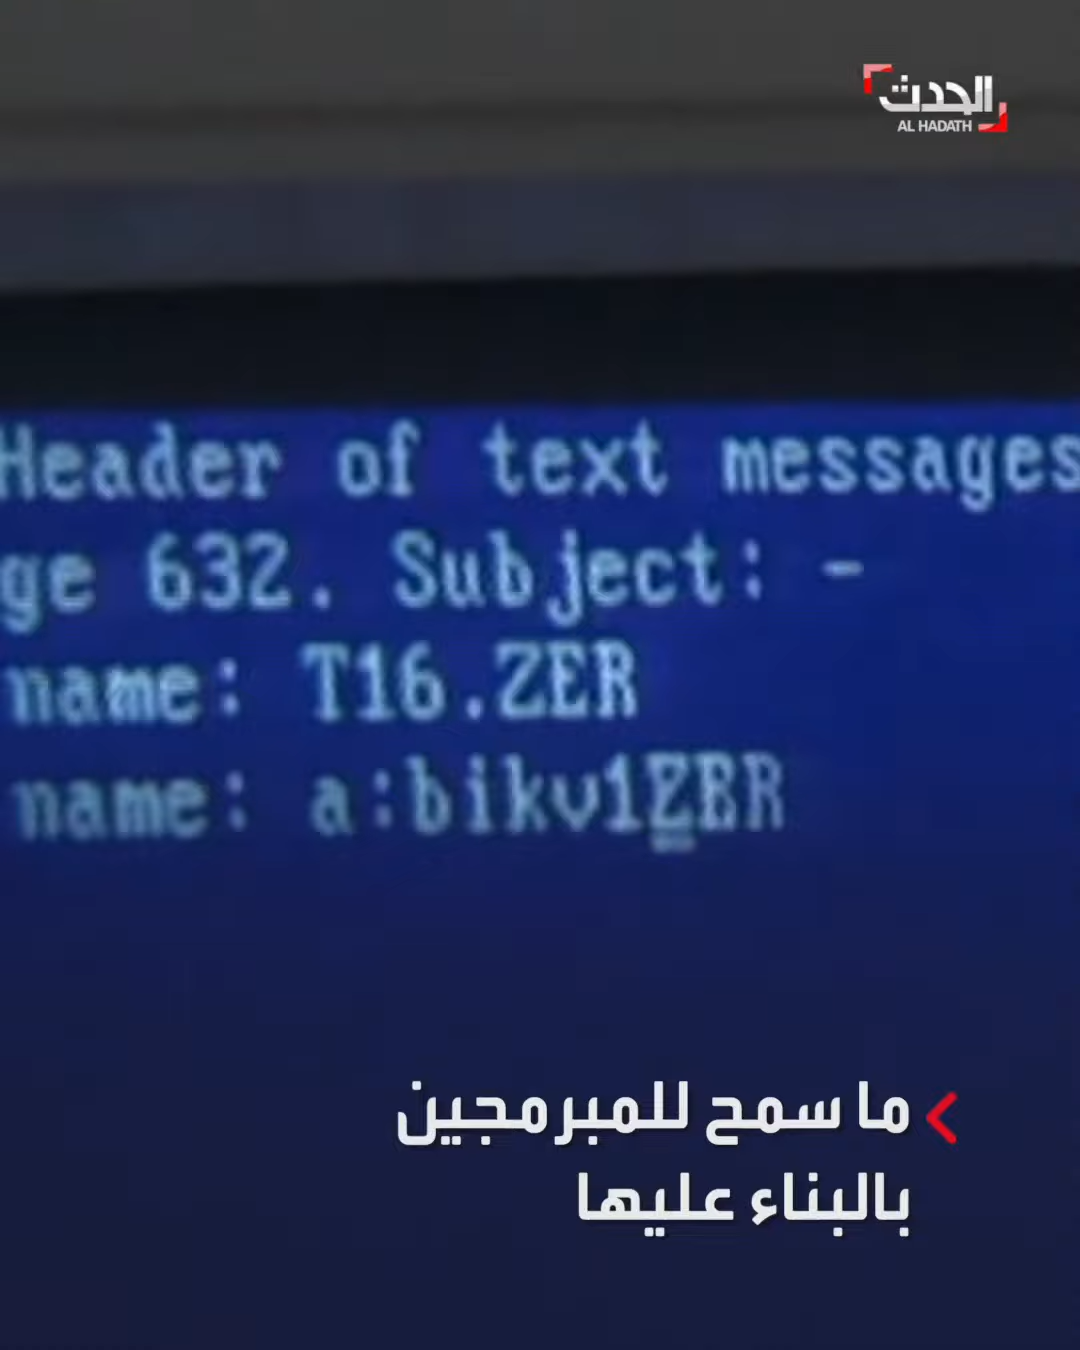 الحدث
AL HADATH
Header of text messages
ge 632. Subject: -
name: T16.ZER
name: a:bikv1ZER
ما سمح للمبرمجين
بالبناء عليها